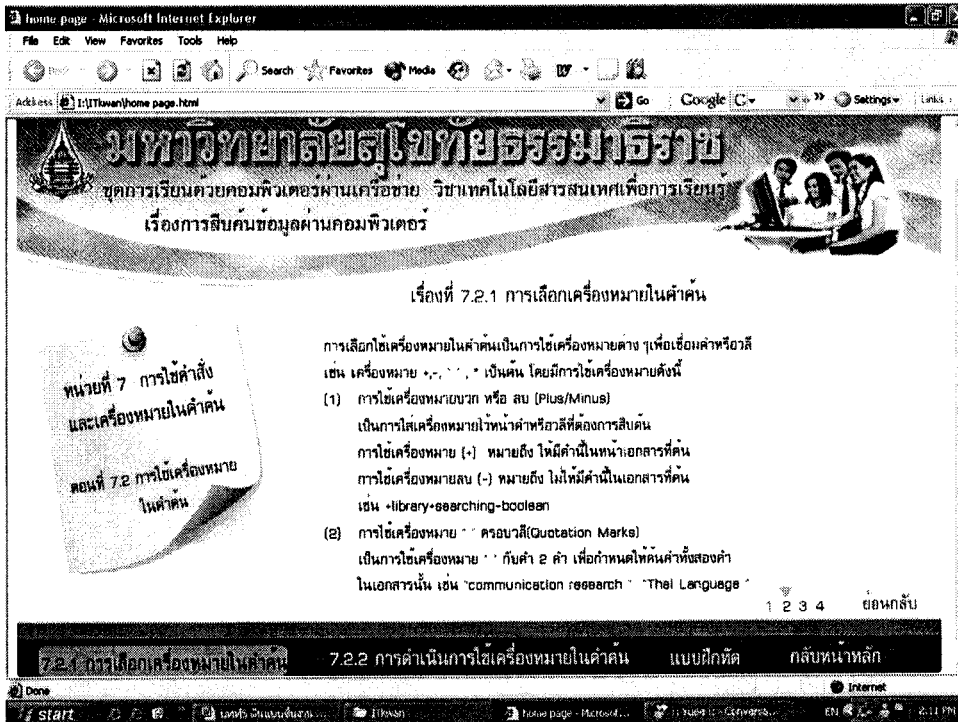 home page - Microsoft Internet Explorer
File Edit View Favorites Tools Help
Search Favorites Media
Address I:\ITkwan\home page.html Go Google Settings Links
มหาวิทยาลัยสุโขทัยธรรมาธิราช
ชุดการเรียนด้วยคอมพิวเตอร์ผ่านเครือข่าย วิชาเทคโนโลยีสารสนเทศเพื่อการเรียนรู้
เรื่องการสืบค้นข้อมูลผ่านคอมพิวเตอร์
หน่วยที่ 7 การใช้คำสั่ง
และเครื่องหมายในคำค้น
ตอนที่ 7.2 การใช้เครื่องหมาย
ในคำค้น
เรื่องที่ 7.2.1 การเลือกเครื่องหมายในคำค้น
การเลือกใช้เครื่องหมายในคำค้นเป็นการใช้เครื่องหมายต่าง ๆเพื่อเชื่อมคำหรือวลี
เช่น เครื่องหมาย +,-, " " , * เป็นต้น โดยมีการใช้เครื่องหมายดังนี้
(1) การใช้เครื่องหมายบวก หรือ ลบ (Plus/Minus)
เป็นการใส่เครื่องหมายไว้หน้าคำหรือวลีที่ต้องการสืบค้น
การใช้เครื่องหมาย (+) หมายถึง ให้มีคำนี้ในหน้าเอกสารที่ค้น
การใช้เครื่องหมายลบ (-) หมายถึง ไม่ให้มีคำนี้ในเอกสารที่ค้น
เช่น +library+searching-boolean
(2) การใช้เครื่องหมาย " " ครอบวลี(Quotation Marks)
เป็นการใช้เครื่องหมาย " " กับคำ 2 คำ เพื่อกำหนดให้ค้นคำทั้งสองคำ
ในเอกสารนั้น เช่น "communication research " "Thai Language "
1 2 3 4 ย้อนกลับ
7.2.1 การเลือกเครื่องหมายในคำค้น 7.2.2 การดำเนินการใช้เครื่องหมายในคำค้น แบบฝึกหัด กลับหน้าหลัก
Done Internet
start ITkwan home page - Microsof... EN 2:11 PM